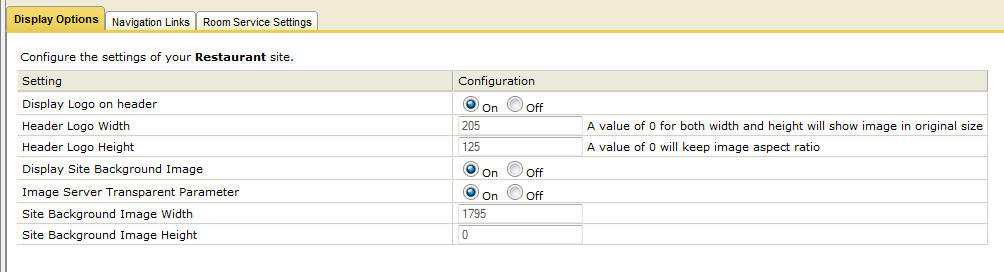 Display Options Navigation Links Room Service Settings
Configure the settings of your Restaurant site.
Setting Configuration
Display Logo on header On Off
Header Logo Width 205 A value of 0 for both width and height will show image in original size
Header Logo Height 125 A value of 0 will keep image aspect ratio
Display Site Background Image On Off
Image Server Transparent Parameter On Off
Site Background Image Width 1795
Site Background Image Height 0